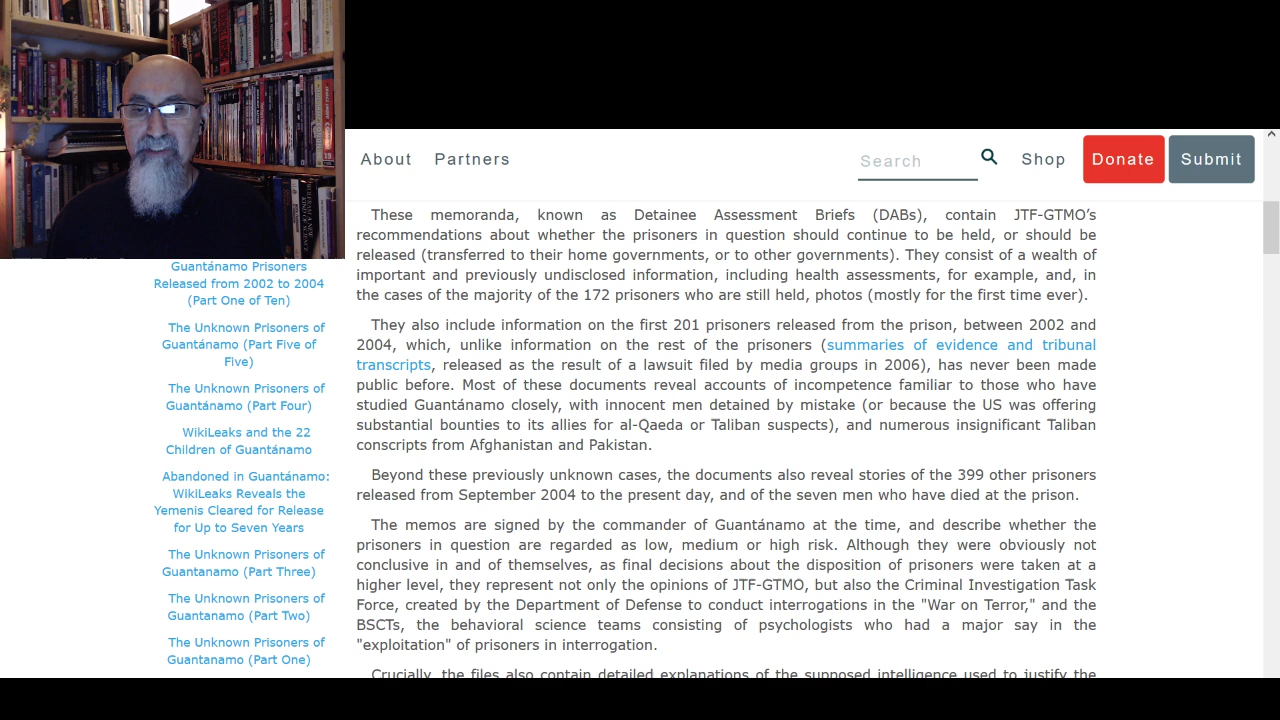 About Partners Search Shop Donate Submit
Guantánamo Prisoners
Released from 2002 to 2004
(Part One of Ten)
The Unknown Prisoners of
Guantánamo (Part Five of
Five)
The Unknown Prisoners of
Guantánamo (Part Four)
WikiLeaks and the 22
Children of Guantánamo
Abandoned in Guantánamo:
WikiLeaks Reveals the
Yemenis Cleared for Release
for Up to Seven Years
The Unknown Prisoners of
Guantanamo (Part Three)
The Unknown Prisoners of
Guantanamo (Part Two)
The Unknown Prisoners of
Guantanamo (Part One)
These memoranda, known as Detainee Assessment Briefs (DABs), contain JTF-GTMO’s
recommendations about whether the prisoners in question should continue to be held, or should be
released (transferred to their home governments, or to other governments). They consist of a wealth of
important and previously undisclosed information, including health assessments, for example, and, in
the cases of the majority of the 172 prisoners who are still held, photos (mostly for the first time ever).
They also include information on the first 201 prisoners released from the prison, between 2002 and
2004, which, unlike information on the rest of the prisoners (summaries of evidence and tribunal
transcripts, released as the result of a lawsuit filed by media groups in 2006), has never been made
public before. Most of these documents reveal accounts of incompetence familiar to those who have
studied Guantánamo closely, with innocent men detained by mistake (or because the US was offering
substantial bounties to its allies for al-Qaeda or Taliban suspects), and numerous insignificant Taliban
conscripts from Afghanistan and Pakistan.
Beyond these previously unknown cases, the documents also reveal stories of the 399 other prisoners
released from September 2004 to the present day, and of the seven men who have died at the prison.
The memos are signed by the commander of Guantánamo at the time, and describe whether the
prisoners in question are regarded as low, medium or high risk. Although they were obviously not
conclusive in and of themselves, as final decisions about the disposition of prisoners were taken at a
higher level, they represent not only the opinions of JTF-GTMO, but also the Criminal Investigation Task
Force, created by the Department of Defense to conduct interrogations in the "War on Terror," and the
BSCTs, the behavioral science teams consisting of psychologists who had a major say in the
"exploitation" of prisoners in interrogation.
Crucially, the files also contain detailed explanations of the supposed intelligence used to justify the